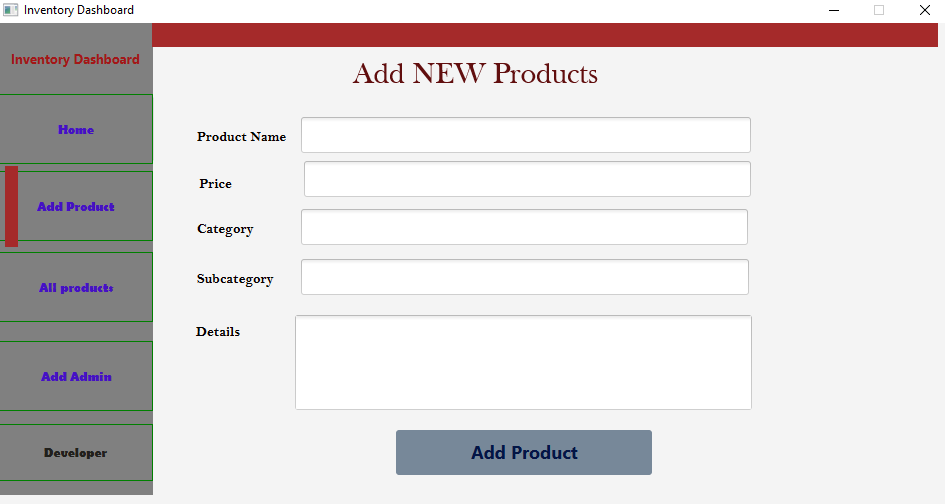 Inventory Dashboard
Inventory Dashboard
Home
Add Product
All products
Add Admin
Developer
Add NEW Products
Product Name
Price
Category
Subcategory
Details
Add Product